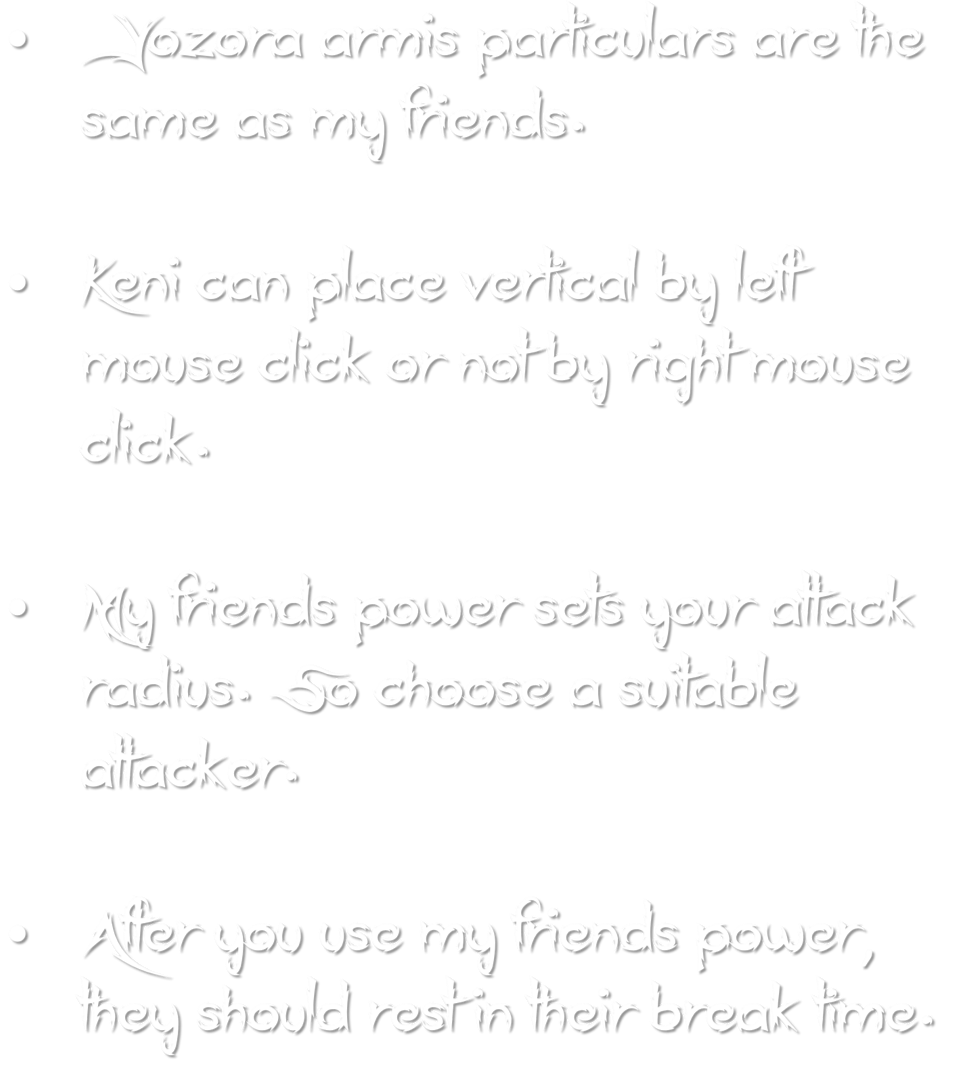 • Yozora armis particulars are the
same as my friends.
• Keni can place vertical by left
mouse click or not by right mouse
click.
• My friends power sets your attack
radius. So choose a suitable
attacker.
• After you use my friends power,
they should rest in their break time.